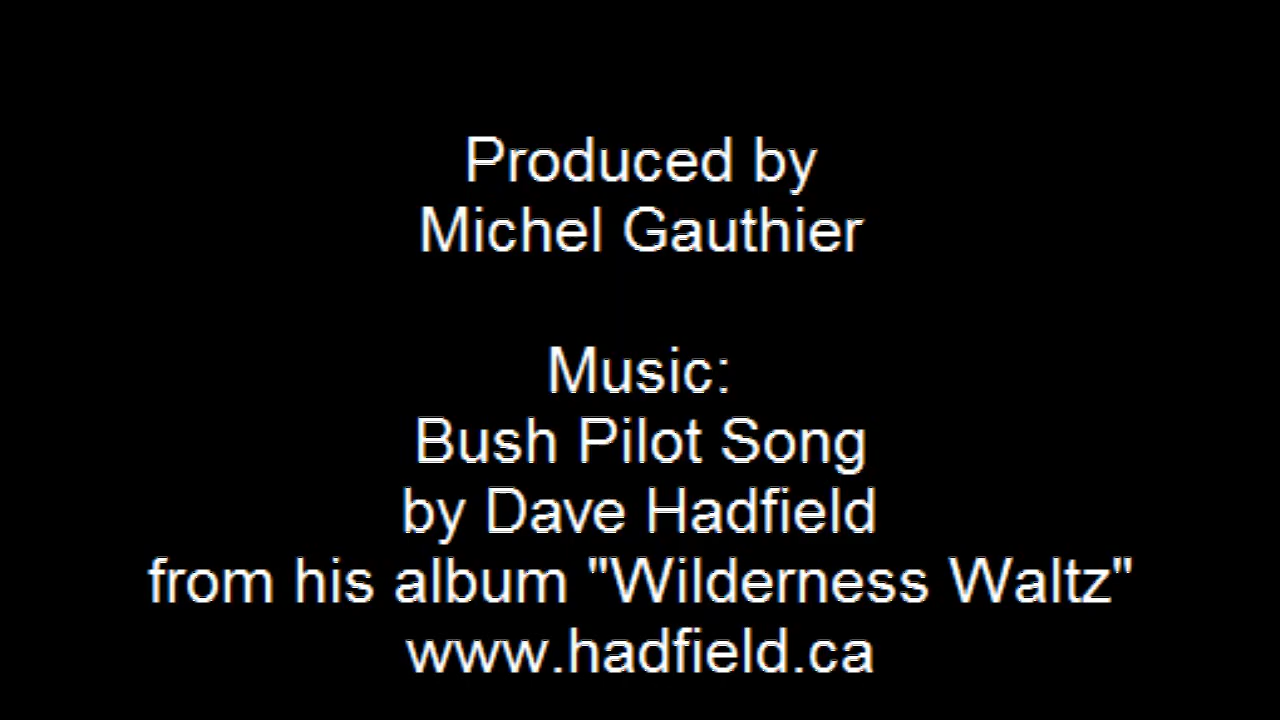 Produced by
Michel Gauthier
Music:
Bush Pilot Song
by Dave Hadfield
from his album "Wilderness Waltz"
www.hadfield.ca